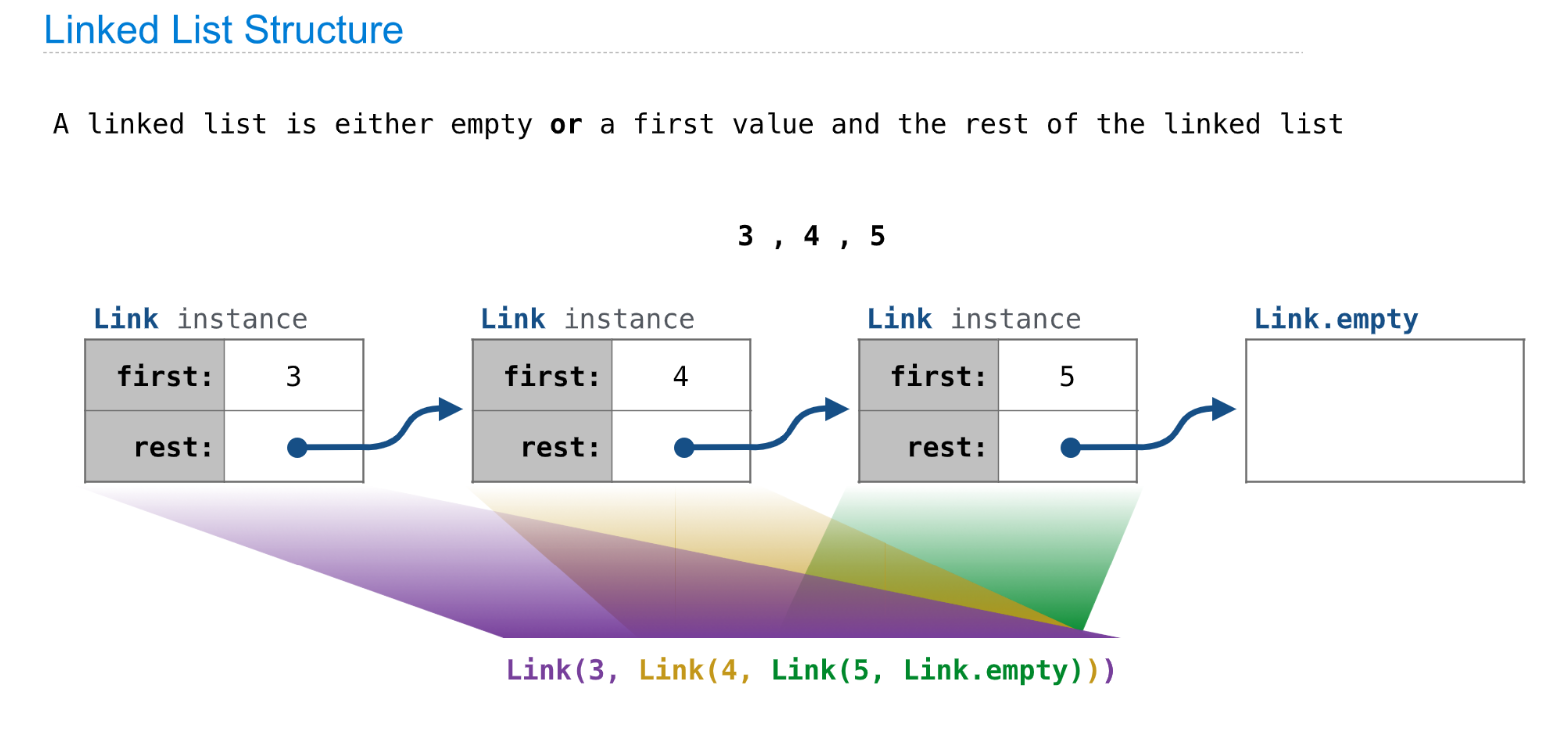 Linked List Structure
A linked list is either empty or a first value and the rest of the linked list
3 , 4 , 5
Link instance
first: 3
rest:
Link instance
first: 4
rest:
Link instance
first: 5
rest:
Link.empty
Link(3, Link(4, Link(5, Link.empty)))